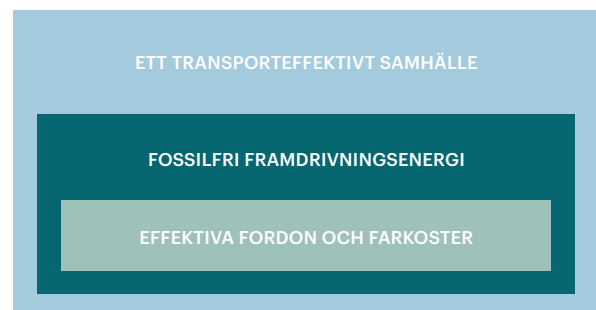 ETT TRANSPORTEFFEKTIVT SAMHÄLLE
FOSSILFRI FRAMDRIVNINGSENERGI
EFFEKTIVA FORDON OCH FARKOSTER